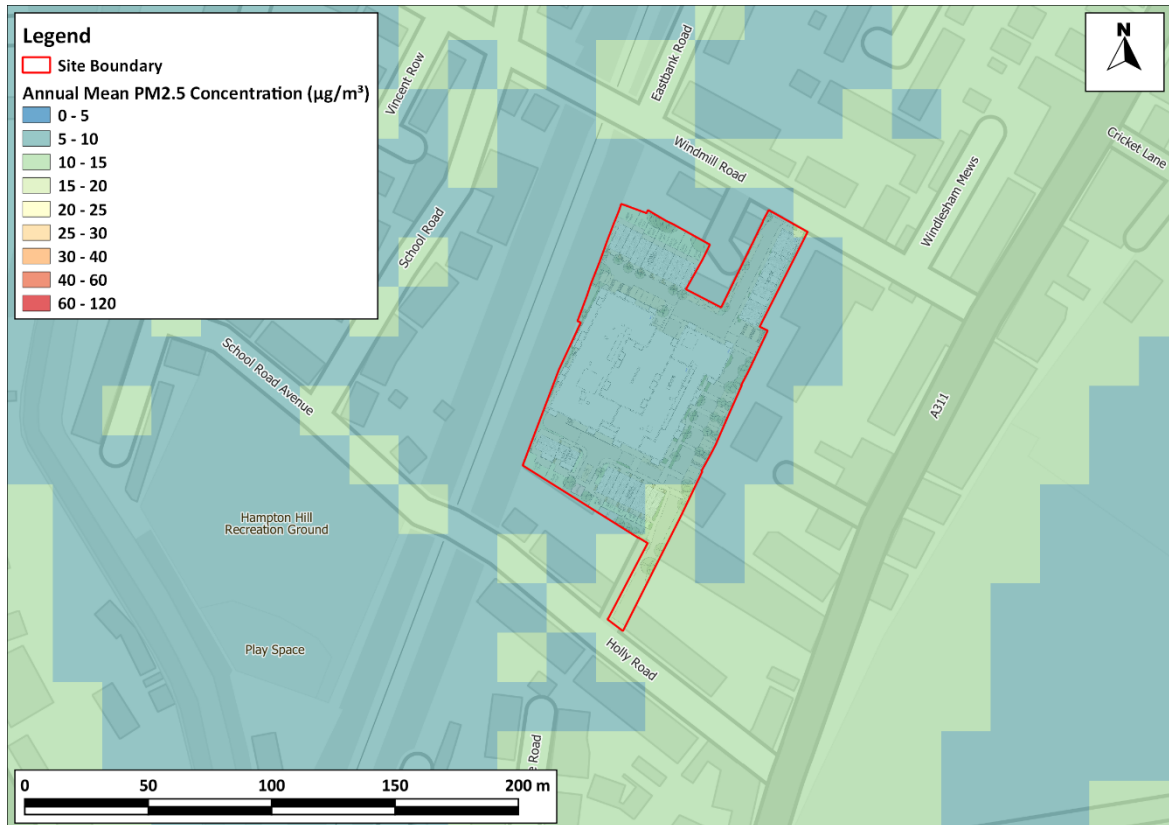 Legend
Site Boundary
Annual Mean PM2.5 Concentration (µg/m³)
0 - 5
5 - 10
10 - 15
15 - 20
20 - 25
25 - 30
30 - 40
40 - 60
60 - 120
N
Vincent Row
Eastbank Road
Windmill Road
Cricket Lane
Windlesham Mews
School Road
School Road Avenue
A311
Hampton Hill
Recreation Ground
Play Space
Holly Road
Road
0 50 100 150 200 m